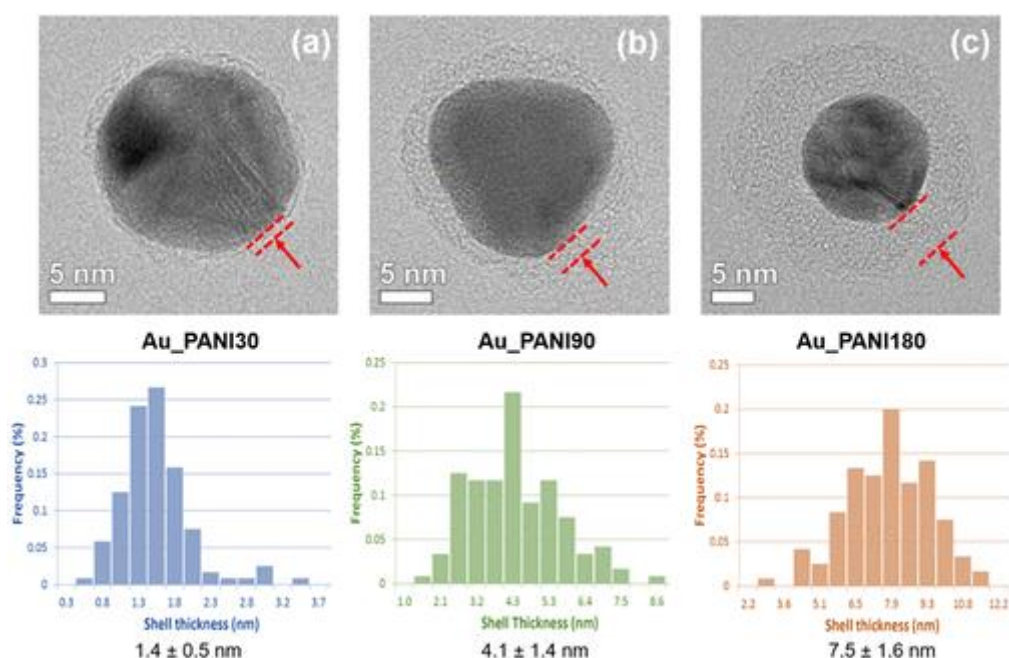 (a)
(b)
(c)
5 nm
5 nm
5 nm
Au_PANI30
Au_PANI90
Au_PANI180
Frequency (%)
0.3
0.25
0.2
0.15
0.1
0.05
0
0.3 0.8 1.3 1.8 2.3 2.8 3.2 3.7
Shell thickness (nm)
1.4 ± 0.5 nm
Frequency (%)
0.25
0.2
0.15
0.1
0.05
0
1.0 2.1 3.2 4.3 5.3 6.4 7.5 8.6
Shell Thickness (nm)
4.1 ± 1.4 nm
Frequency (%)
0.25
0.2
0.15
0.1
0.05
0
2.2 3.6 5.1 6.5 7.9 9.3 10.8 12.2
Shell thickness (nm)
7.5 ± 1.6 nm